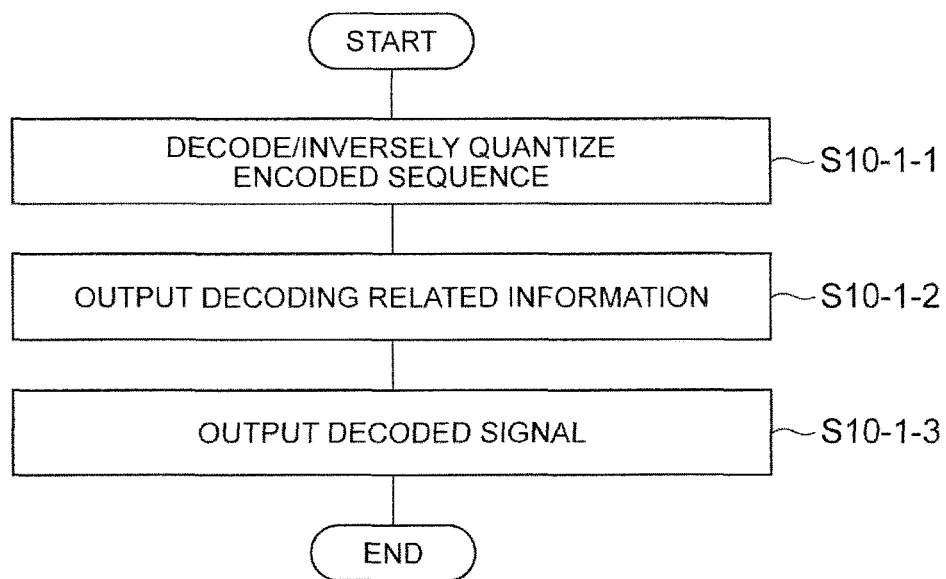 START
DECODE/INVERSELY QUANTIZE
ENCODED SEQUENCE
S10-1-1
OUTPUT DECODING RELATED INFORMATION
S10-1-2
OUTPUT DECODED SIGNAL
S10-1-3
END